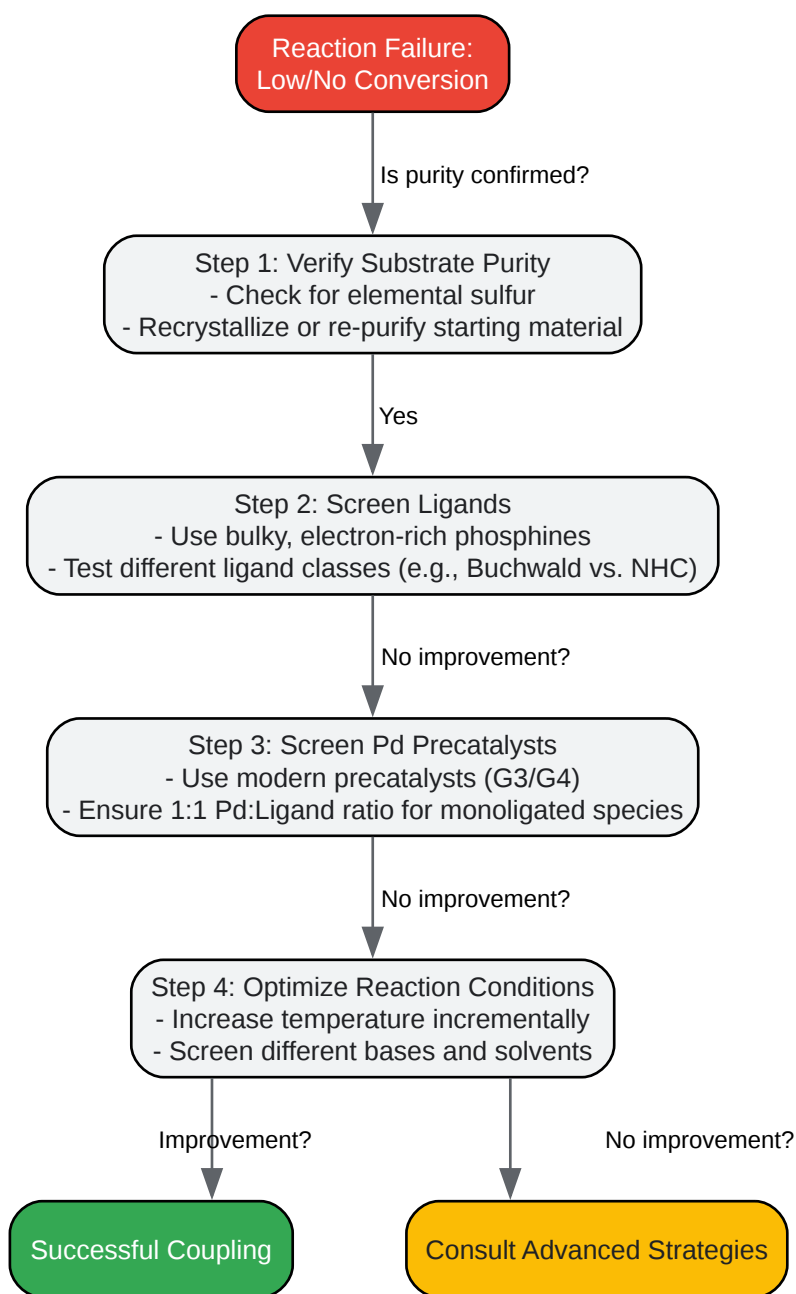 Reaction Failure:
Low/No Conversion
Is purity confirmed?
Step 1: Verify Substrate Purity
- Check for elemental sulfur
- Recrystallize or re-purify starting material
Yes
Step 2: Screen Ligands
- Use bulky, electron-rich phosphines
- Test different ligand classes (e.g., Buchwald vs. NHC)
No improvement?
Step 3: Screen Pd Precatalysts
- Use modern precatalysts (G3/G4)
- Ensure 1:1 Pd:Ligand ratio for monoligated species
No improvement?
Step 4: Optimize Reaction Conditions
- Increase temperature incrementally
- Screen different bases and solvents
Improvement?
No improvement?
Successful Coupling
Consult Advanced Strategies